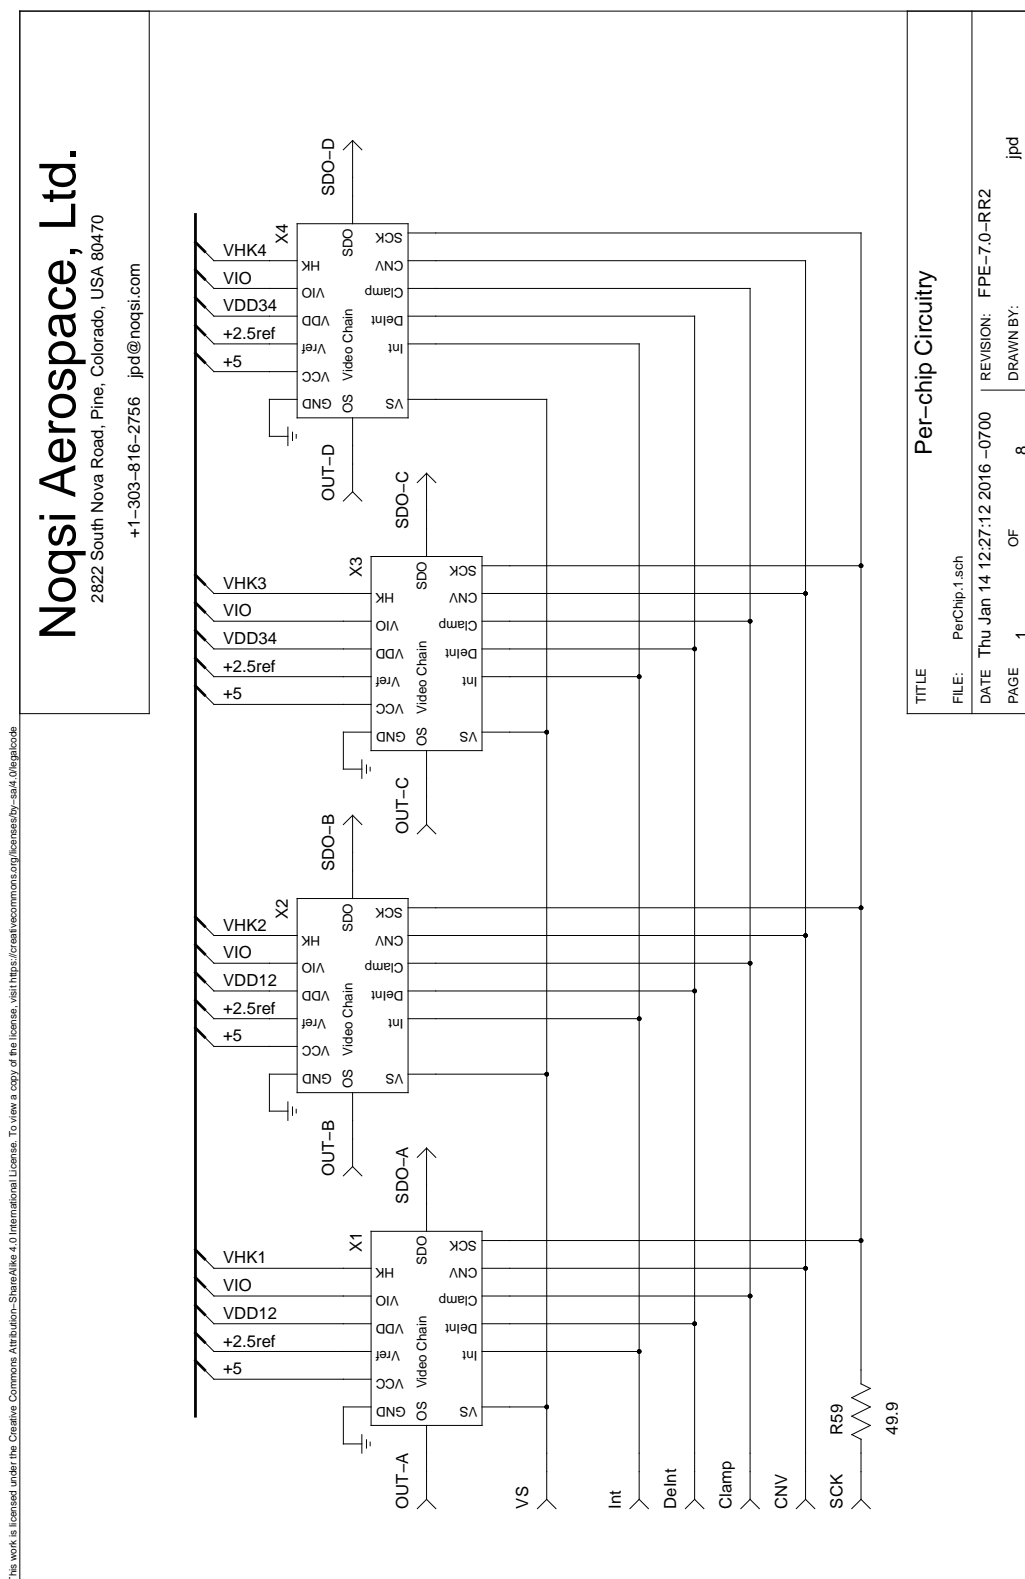 This work is licensed under the Creative Commons Attribution−ShareAlike 4.0 International License. To view a copy of the license, visit https://creativecommons.org/licenses/by−sa/4.0/legalcode
Noqsi Aerospace, Ltd.
2822 South Nova Road, Pine, Colorado, USA 80470
+1−303−816−2756 jpd@noqsi.com
+5
+2.5ref
VDD12
VIO
VHK1
X1
GND
VCC
Vref
VDD
VIO
HK
OS
Video Chain
SDO
VS
Int
DeInt
Clamp
CNV
SCK
OUT−A
SDO−A
+5
+2.5ref
VDD12
VIO
VHK2
X2
GND
VCC
Vref
VDD
VIO
HK
OS
Video Chain
SDO
VS
Int
DeInt
Clamp
CNV
SCK
OUT−B
SDO−B
+5
+2.5ref
VDD34
VIO
VHK3
X3
GND
VCC
Vref
VDD
VIO
HK
OS
Video Chain
SDO
VS
Int
DeInt
Clamp
CNV
SCK
OUT−C
SDO−C
+5
+2.5ref
VDD34
VIO
VHK4
X4
GND
VCC
Vref
VDD
VIO
HK
OS
Video Chain
SDO
VS
Int
DeInt
Clamp
CNV
SCK
OUT−D
SDO−D
VS
Int
DeInt
Clamp
CNV
SCK
R59
49.9
TITLE
Per−chip Circuitry
FILE: PerChip.1.sch
DATE Thu Jan 14 12:27:12 2016 −0700
REVISION: FPE−7.0−RR2
PAGE 1 OF 8
DRAWN BY: jpd